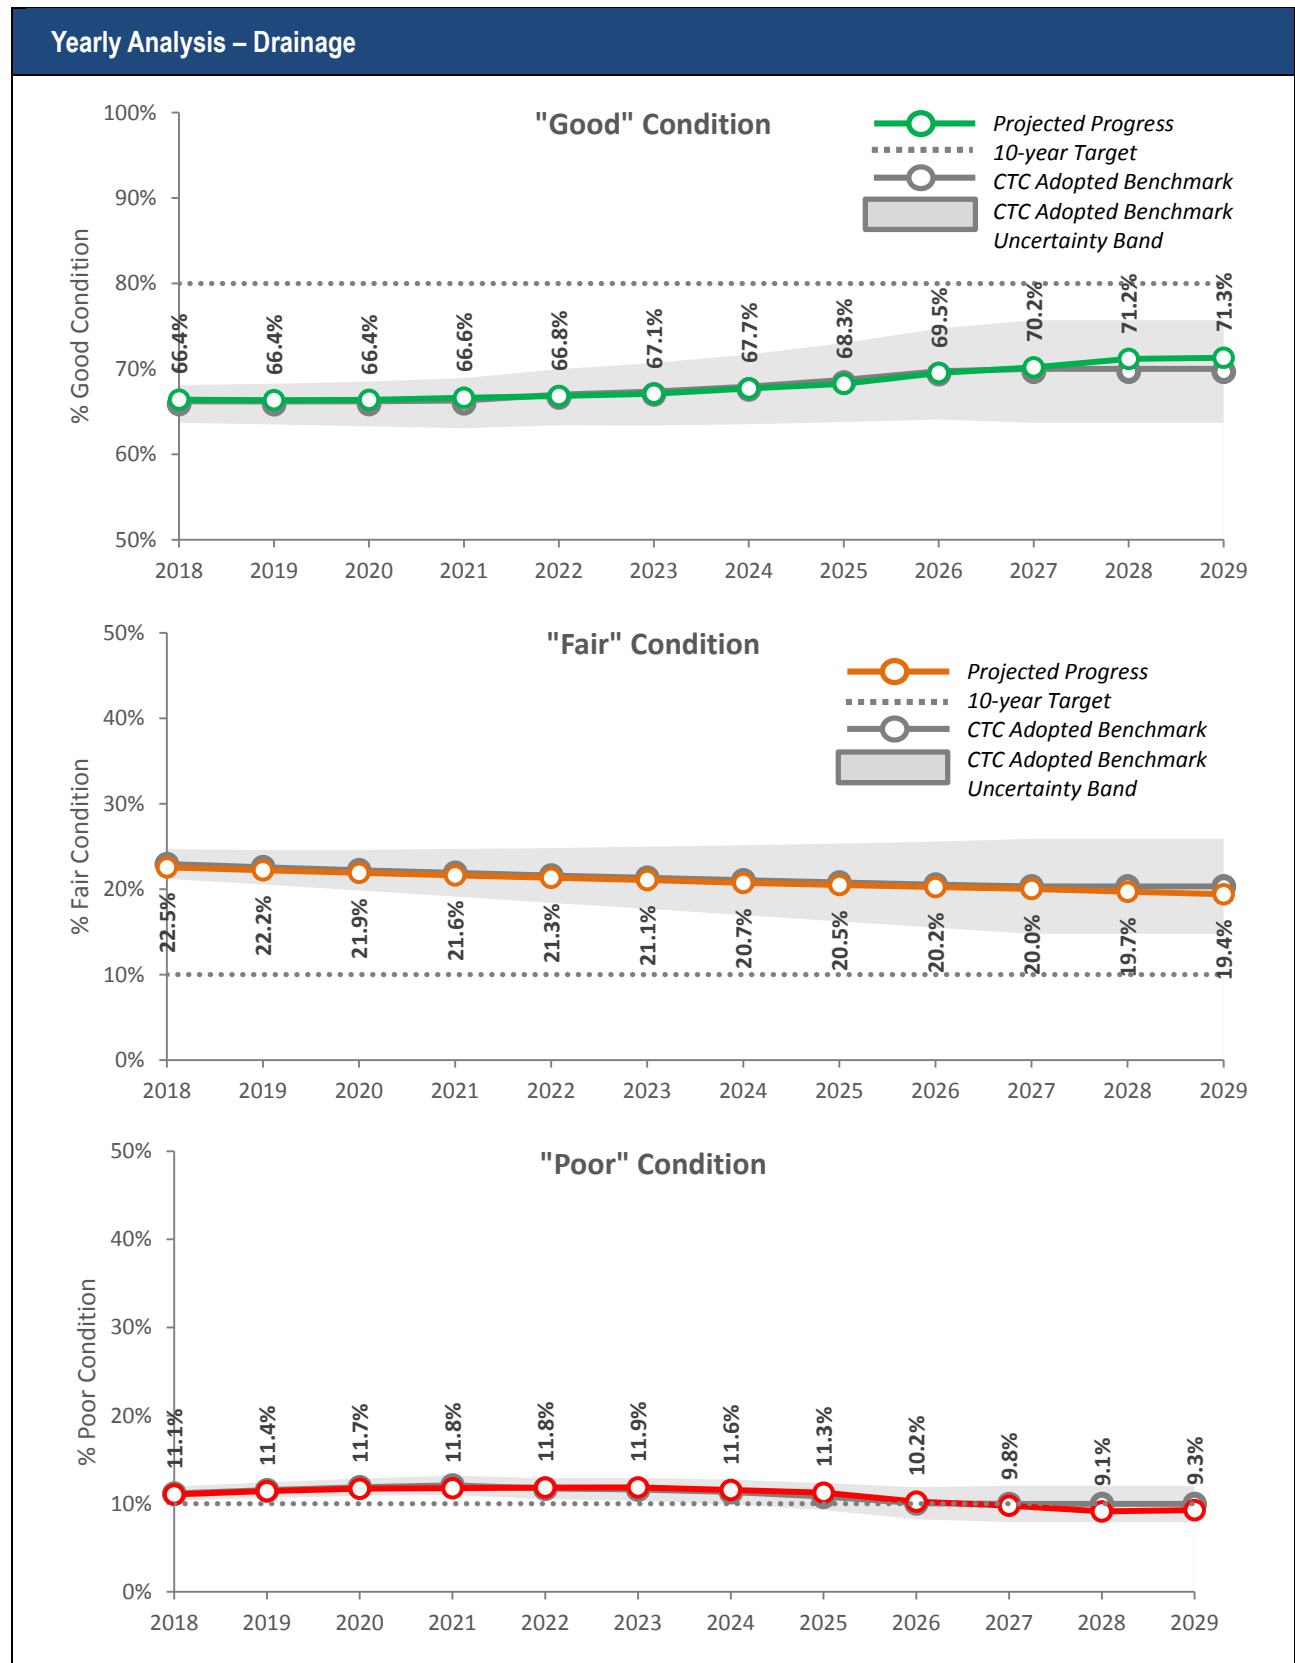 Yearly Analysis – Drainage
"Good" Condition
Projected Progress
10-year Target
CTC Adopted Benchmark
CTC Adopted Benchmark
Uncertainty Band
% Good Condition
100%
90%
80%
70%
60%
50%
66.4% 66.4% 66.4% 66.6% 66.8% 67.1% 67.7% 68.3% 69.5% 70.2% 71.2% 71.3%
2018 2019 2020 2021 2022 2023 2024 2025 2026 2027 2028 2029
"Fair" Condition
Projected Progress
10-year Target
CTC Adopted Benchmark
CTC Adopted Benchmark
Uncertainty Band
% Fair Condition
50%
40%
30%
20%
10%
0%
22.5% 22.2% 21.9% 21.6% 21.3% 21.1% 20.7% 20.5% 20.2% 20.0% 19.7% 19.4%
2018 2019 2020 2021 2022 2023 2024 2025 2026 2027 2028 2029
"Poor" Condition
% Poor Condition
50%
40%
30%
20%
10%
0%
11.1% 11.4% 11.7% 11.8% 11.8% 11.9% 11.6% 11.3% 10.2% 9.8% 9.1% 9.3%
2018 2019 2020 2021 2022 2023 2024 2025 2026 2027 2028 2029